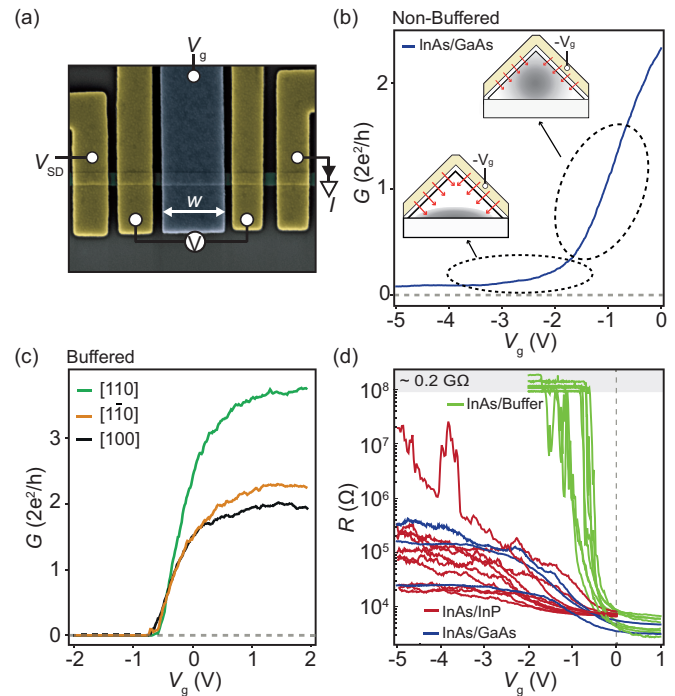 (a)
V_g
V_SD
w
V
I
(b) Non-Buffered
InAs/GaAs
-V_g
-V_g
G (2e²/h)
2
1
0
-5 -4 -3 -2 -1 0
V_g (V)
(c) Buffered
[110]
[11̄0]
[100]
G (2e²/h)
3
2
1
0
-2 -1 0 1 2
V_g (V)
(d)
~ 0.2 GΩ
InAs/Buffer
R (Ω)
10⁸
10⁷
10⁶
10⁵
10⁴
InAs/InP
InAs/GaAs
-5 -4 -3 -2 -1 0 1
V_g (V)